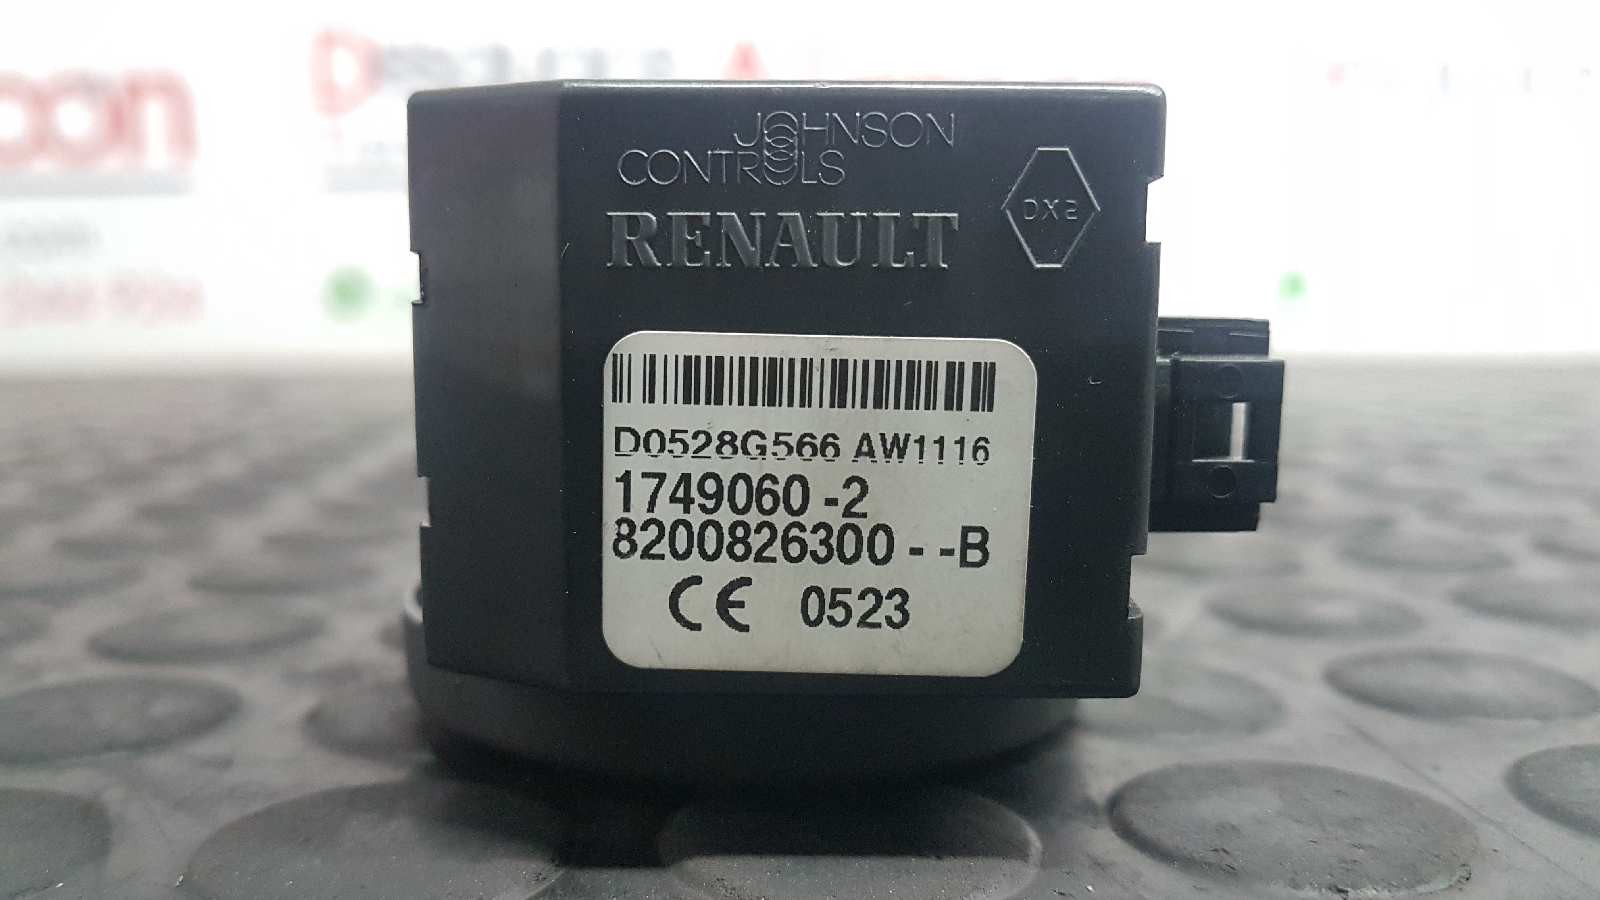 JOHNSON
CONTROLS
RENAULT
DX2
D0528G566 AW1116
1749060 -2
8200826300 - -B
CE 0523